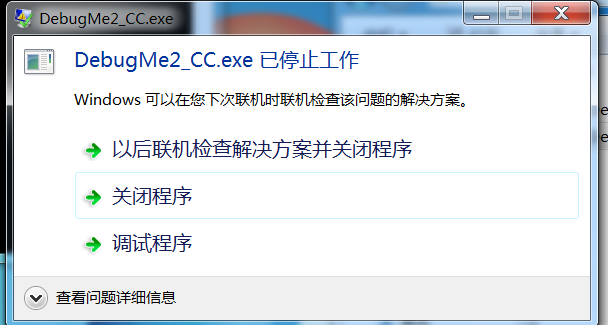 DebugMe2_CC.exe
DebugMe2_CC.exe 已停止工作
Windows 可以在您下次联机时联机检查该问题的解决方案。
以后联机检查解决方案并关闭程序
关闭程序
调试程序
查看问题详细信息